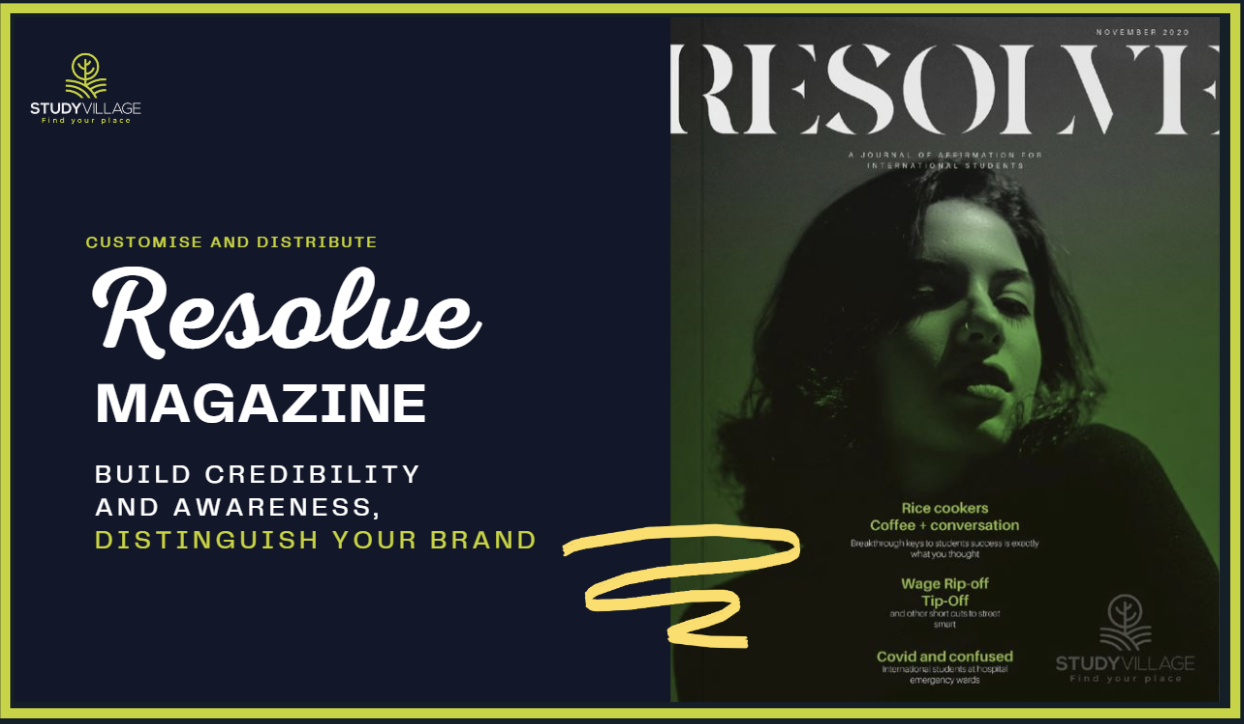 STUDYVILLAGE
Find your place
CUSTOMISE AND DISTRIBUTE
Resolve
MAGAZINE
BUILD CREDIBILITY
AND AWARENESS,
DISTINGUISH YOUR BRAND
NOVEMBER 2020
RESOLVE
A JOURNAL OF AFFIRMATION FOR
INTERNATIONAL STUDENTS
Rice cookers
Coffee + conversation
Breakthrough keys to students success is exactly
what you thought
Wage Rip-off
Tip-Off
and other short cuts to street
smart
Covid and confused
International students at hospital
emergency wards
STUDYVILLAGE
Find your place